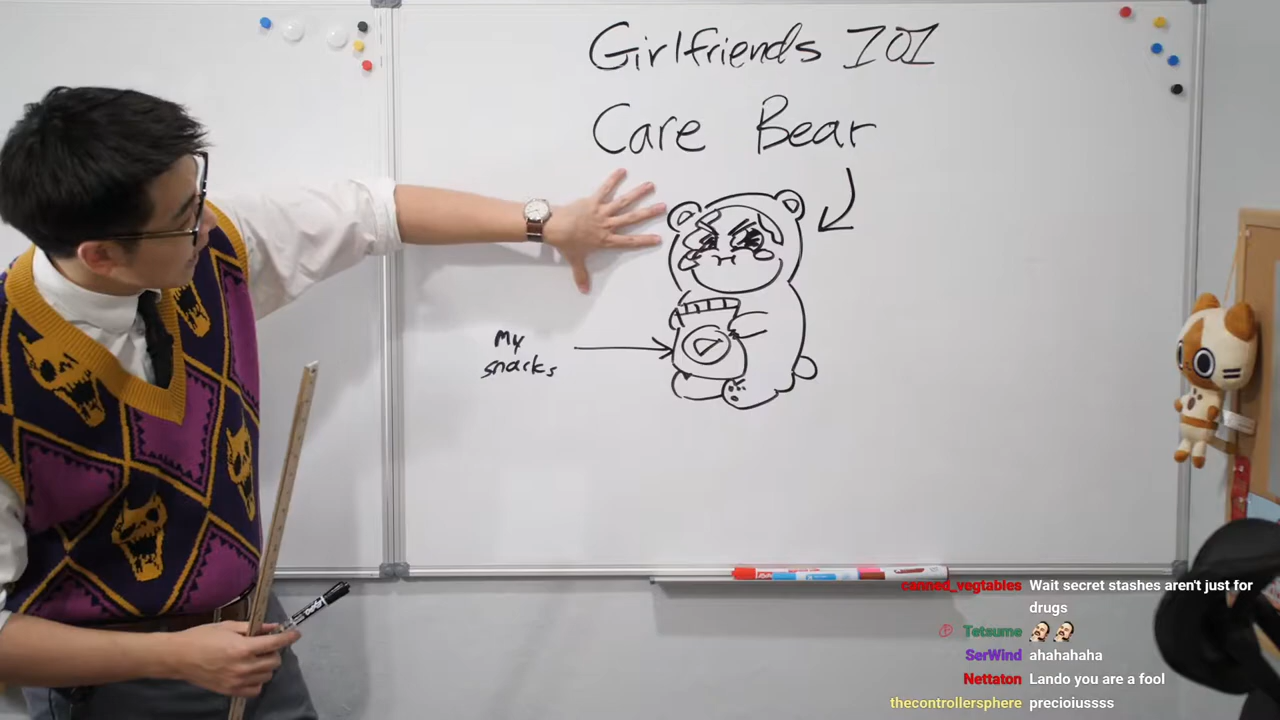 Girlfriends 101
Care Bear
My
snacks
canned_vegtables Wait secret stashes aren't just for
drugs
Tetsume
SerWind ahahahaha
Nettaton Lando you are a fool
thecontrollersphere precioiussss